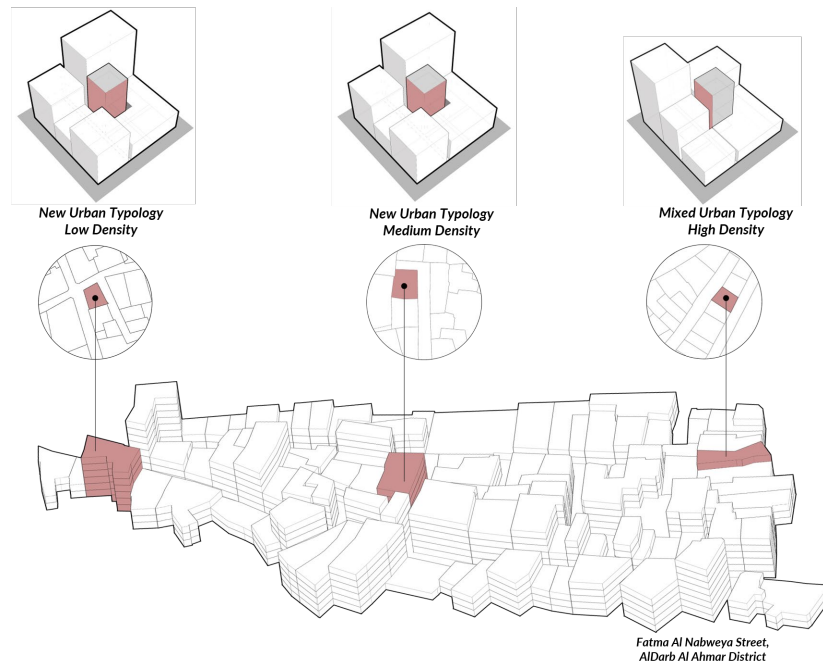 New Urban Typology
Low Density
New Urban Typology
Medium Density
Mixed Urban Typology
High Density
Fatma Al Nabweya Street,
AlDarb Al Ahmar District